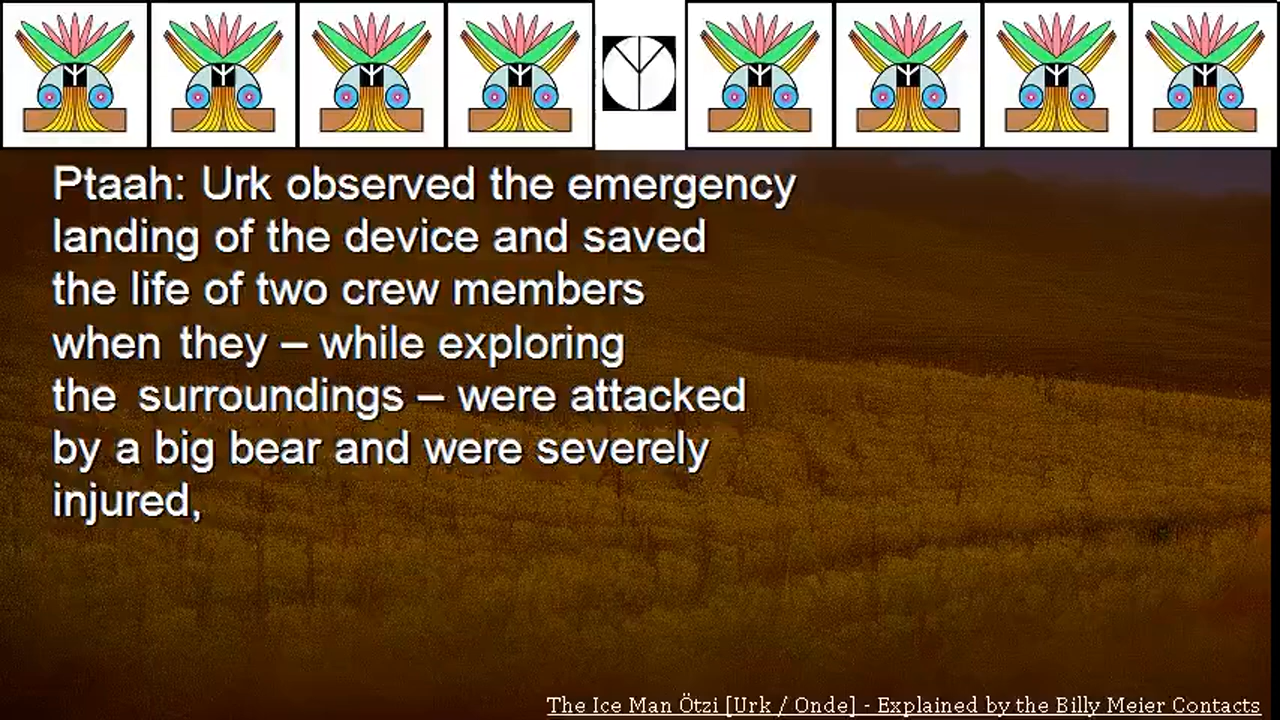 Ptaah: Urk observed the emergency
landing of the device and saved
the life of two crew members
when they – while exploring
the surroundings – were attacked
by a big bear and were severely
injured,
The Ice Man Ötzi [Urk / Onde] - Explained by the Billy Meier Contacts